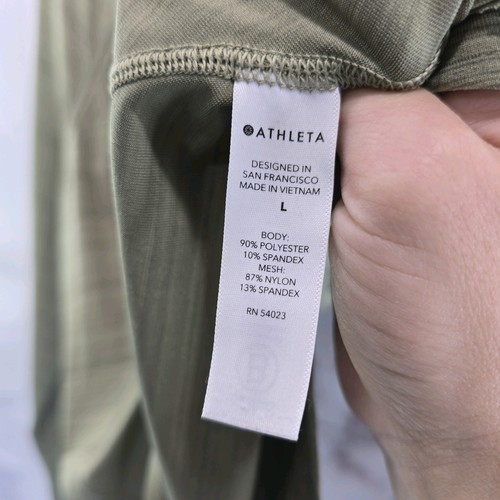 ATHLETA
DESIGNED IN
SAN FRANCISCO
MADE IN VIETNAM
L
BODY:
90% POLYESTER
10% SPANDEX
MESH:
87% NYLON
13% SPANDEX
RN 54023